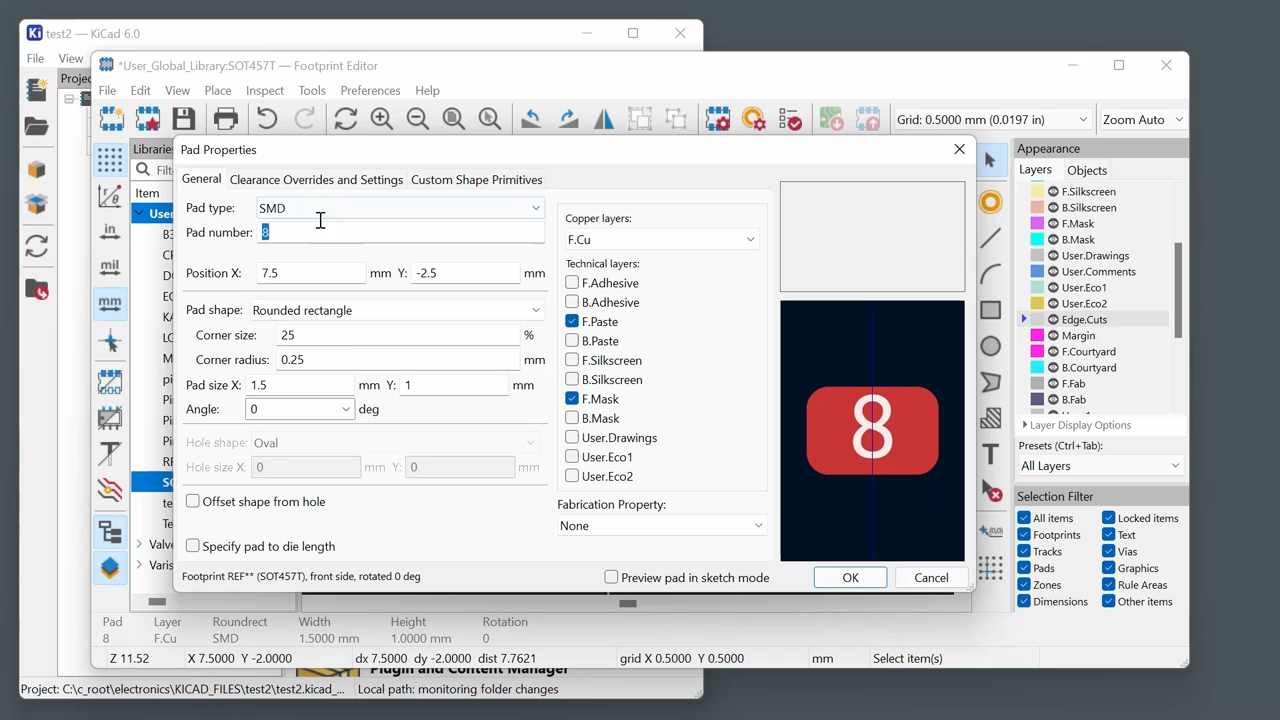 Ki test2 — KiCad 6.0
File View
Projec
*User_Global_Library:SOT457T — Footprint Editor
File Edit View Place Inspect Tools Preferences Help
Grid: 0.5000 mm (0.0197 in) Zoom Auto
Libraries
Filt
Item
User
in
mil
mm
Pad Properties
General Clearance Overrides and Settings Custom Shape Primitives
Pad type: SMD
Pad number: 8
Position X: 7.5 mm Y: -2.5 mm
Pad shape: Rounded rectangle
Corner size: 25 %
Corner radius: 0.25 mm
Pad size X: 1.5 mm Y: 1 mm
Angle: 0 deg
Hole shape: Oval
Hole size X: 0 mm Y: 0 mm
Offset shape from hole
Specify pad to die length
Footprint REF** (SOT457T), front side, rotated 0 deg
Copper layers:
F.Cu
Technical layers:
F.Adhesive
B.Adhesive
F.Paste
B.Paste
F.Silkscreen
B.Silkscreen
F.Mask
B.Mask
User.Drawings
User.Eco1
User.Eco2
Fabrication Property:
None
8
Preview pad in sketch mode OK Cancel
Appearance
Layers Objects
F.Silkscreen
B.Silkscreen
F.Mask
B.Mask
User.Drawings
User.Comments
User.Eco1
User.Eco2
Edge.Cuts
Margin
F.Courtyard
B.Courtyard
F.Fab
B.Fab
Layer Display Options
Presets (Ctrl+Tab):
All Layers
Selection Filter
All items Locked items
Footprints Text
Tracks Vias
Pads Graphics
Zones Rule Areas
Dimensions Other items
Pad Layer Roundrect Width Height Rotation
8 F.Cu SMD 1.5000 mm 1.0000 mm 0
Z 11.52 X 7.5000 Y -2.0000 dx 7.5000 dy -2.0000 dist 7.7621 grid X 0.5000 Y 0.5000 mm Select item(s)
Plugin and Content Manager
Project: C:\c_root\electronics\KICAD_FILES\test2\test2.kicad_... Local path: monitoring folder changes